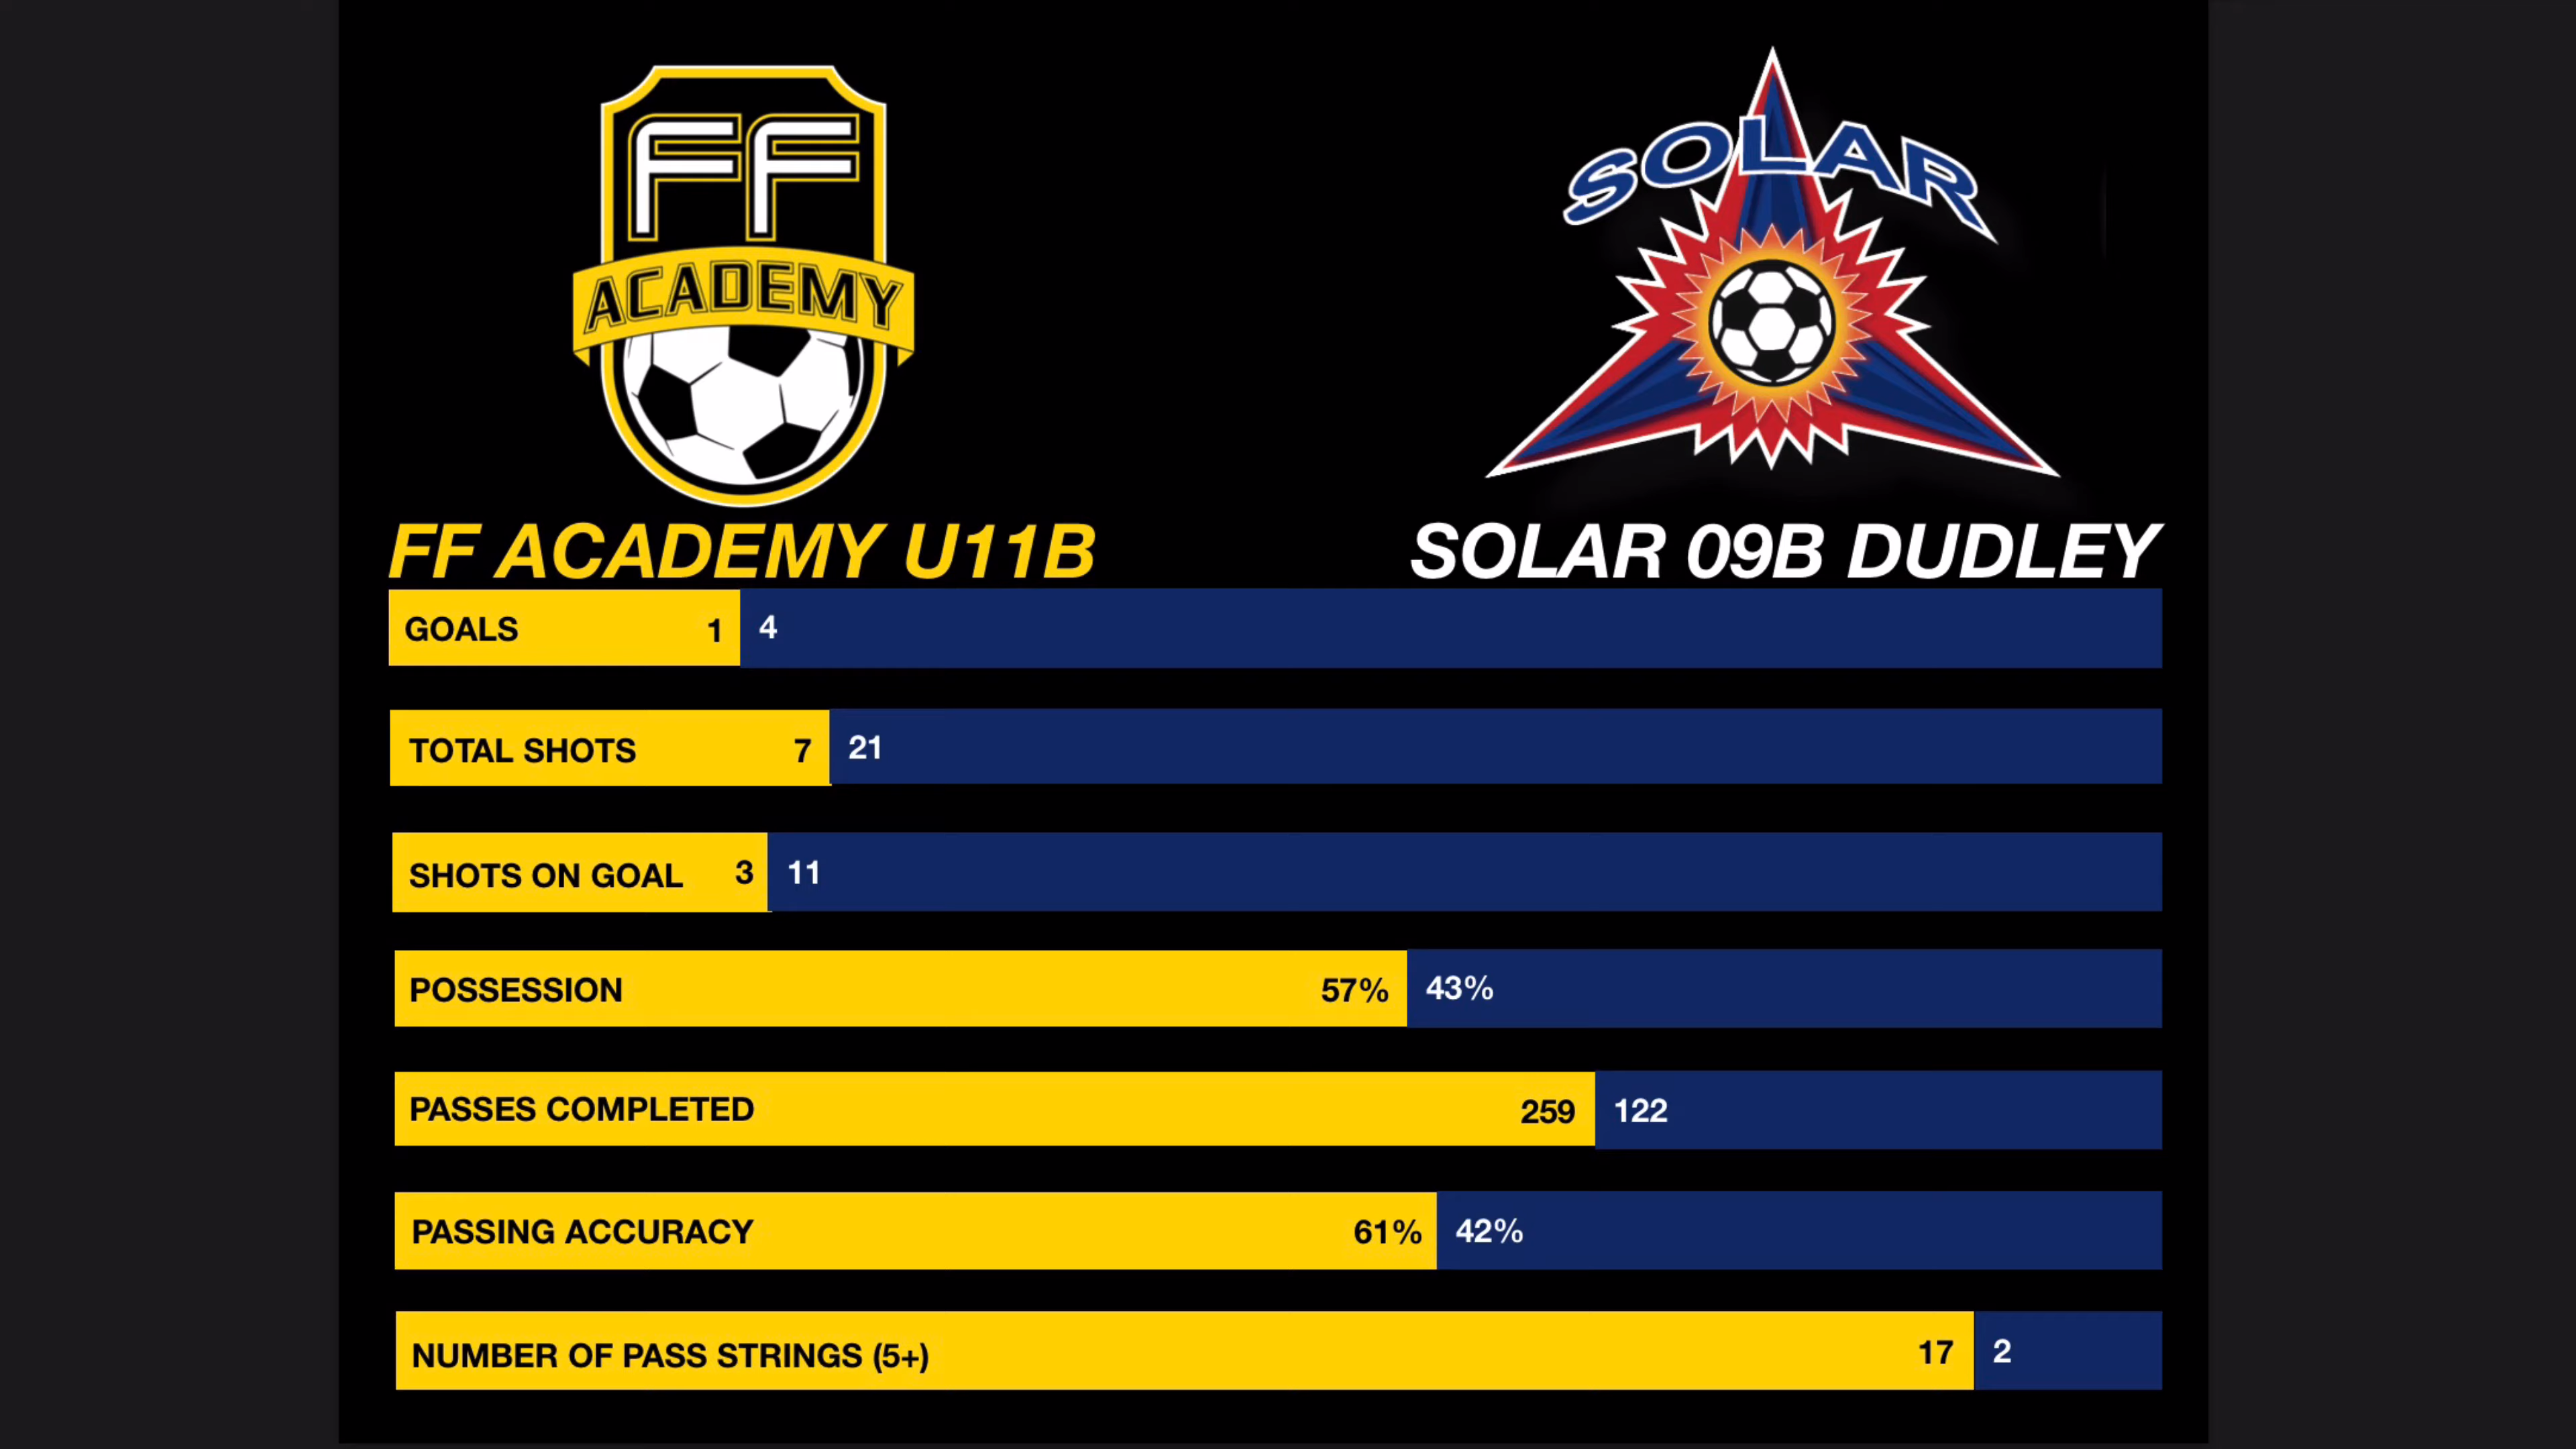 FF
ACADEMY
SOLAR
FF ACADEMY U11B
SOLAR 09B DUDLEY
GOALS 1 4
TOTAL SHOTS 7 21
SHOTS ON GOAL 3 11
POSSESSION 57% 43%
PASSES COMPLETED 259 122
PASSING ACCURACY 61% 42%
NUMBER OF PASS STRINGS (5+) 17 2